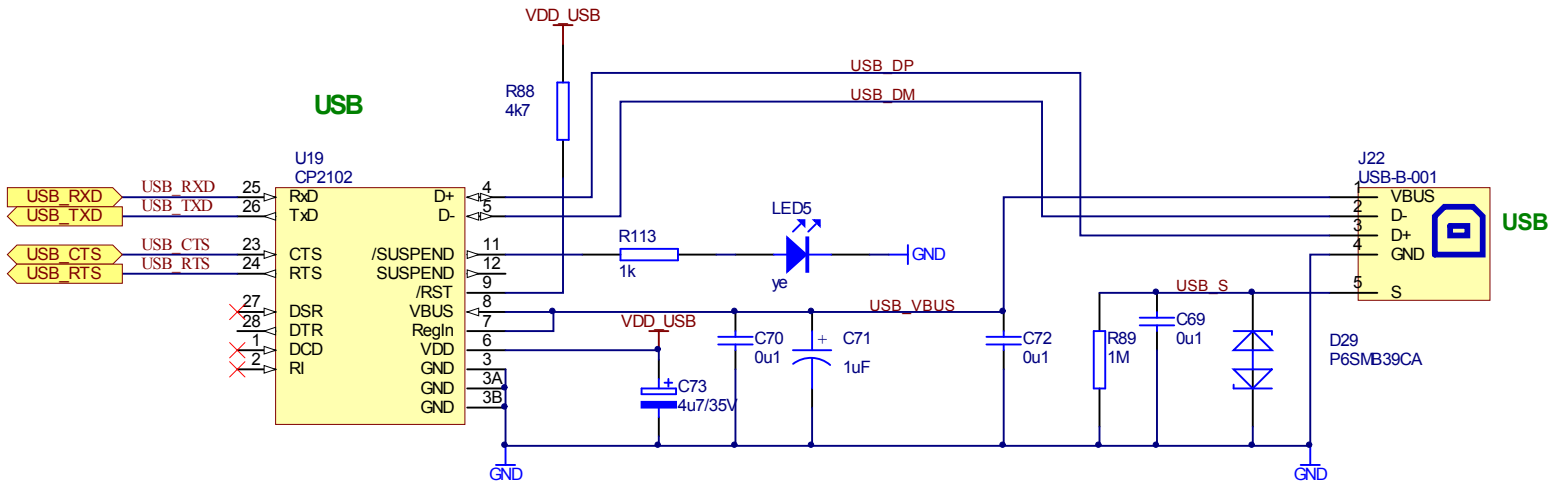 VDD_USB
USB_DP
R88
4k7
USB_DM
USB
U19
CP2102
J22
USB-B-001
USB_RXD
USB_RXD
25
RxD
D+
4
1
VBUS
USB_TXD
USB_TXD
26
TxD
D-
5
2
D-
USB
LED5
3
D+
USB_CTS
USB_CTS
23
CTS
/SUSPEND
11
R113
1k
ye
GND
4
GND
USB_RTS
USB_RTS
24
RTS
SUSPEND
12
/RST
9
USB_S
5
S
27
DSR
VBUS
8
USB_VBUS
28
DTR
RegIn
7
VDD_USB
1
DCD
VDD
6
C70
0u1
+
C71
1uF
C72
0u1
R89
1M
C69
0u1
D29
P6SMB39CA
2
RI
GND
3
GND
3A
+
C73
4u7/35V
GND
3B
GND
GND